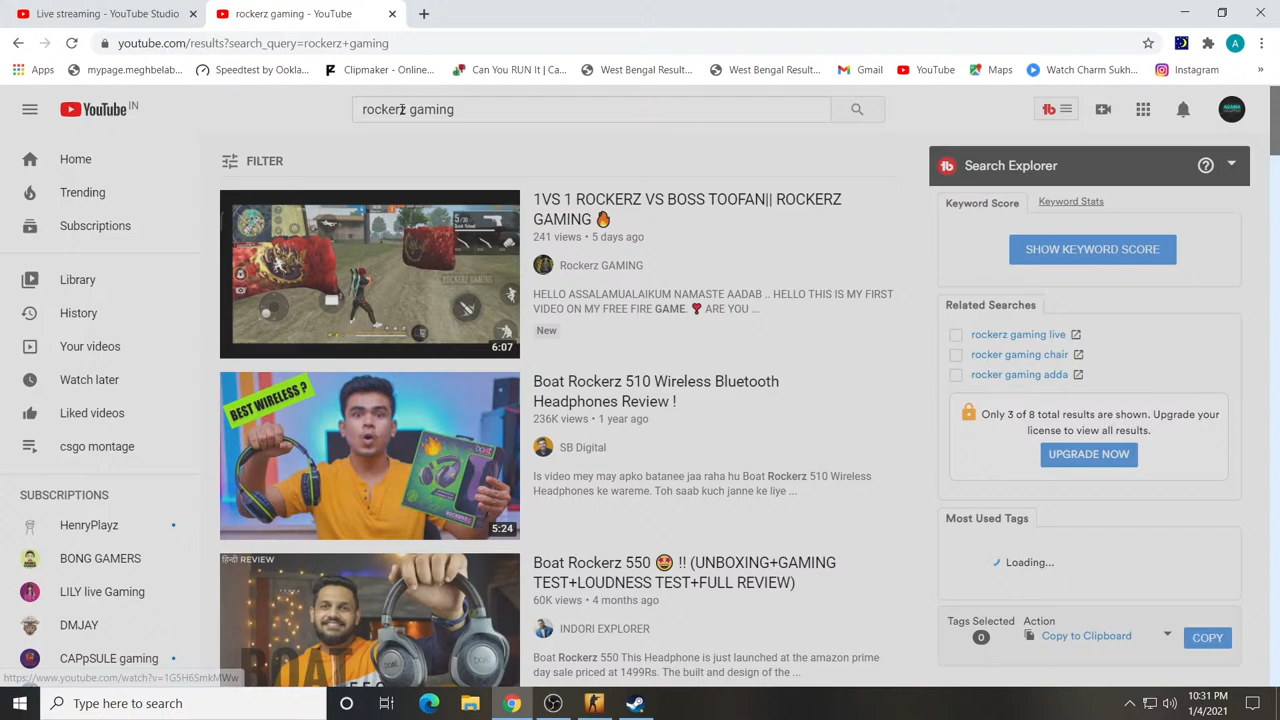 Live streaming - YouTube Studio
rockerz gaming - YouTube
youtube.com/results?search_query=rockerz+gaming
Apps
mypage.meghbelab...
Speedtest by Ookla...
Clipmaker - Online...
Can You RUN It | Ca...
West Bengal Result...
West Bengal Result...
Gmail
YouTube
Maps
Watch Charm Sukh...
Instagram
YouTube IN
rockerz gaming
Home
Trending
Subscriptions
Library
History
Your videos
Watch later
Liked videos
csgo montage
SUBSCRIPTIONS
HenryPlayz
BONG GAMERS
LILY live Gaming
DMJAY
CAPpSULE gaming
https://www.youtube.com/watch?v=1G5H6SmkMWw
FILTER
6:07
1VS 1 ROCKERZ VS BOSS TOOFAN|| ROCKERZ
GAMING 🔥
241 views • 5 days ago
Rockerz GAMING
HELLO ASSALAMUALAIKUM NAMASTE AADAB .. HELLO THIS IS MY FIRST
VIDEO ON MY FREE FIRE GAME. ❣️ ARE YOU ...
New
BEST WIRELESS ?
boAt
5:24
Boat Rockerz 510 Wireless Bluetooth
Headphones Review !
236K views • 1 year ago
SB Digital
Is video mey may apko batanee jaa raha hu Boat Rockerz 510 Wireless
Headphones ke wareme. Toh saab kuch janne ke liye ...
हिन्दी REVIEW
BOAT
Boat Rockerz 550 🤩 !! (UNBOXING+GAMING
TEST+LOUDNESS TEST+FULL REVIEW)
60K views • 4 months ago
INDORI EXPLORER
Boat Rockerz 550 This Headphone is just launched at the amazon prime
day sale priced at 1499Rs. The built and design of the ...
tb
Search Explorer
Keyword Score
Keyword Stats
SHOW KEYWORD SCORE
Related Searches
rockerz gaming live
rocker gaming chair
rocker gaming adda
Only 3 of 8 total results are shown. Upgrade your
license to view all results.
UPGRADE NOW
Most Used Tags
Loading...
Tags Selected
0
Action
Copy to Clipboard
COPY
Type here to search
10:31 PM
1/4/2021